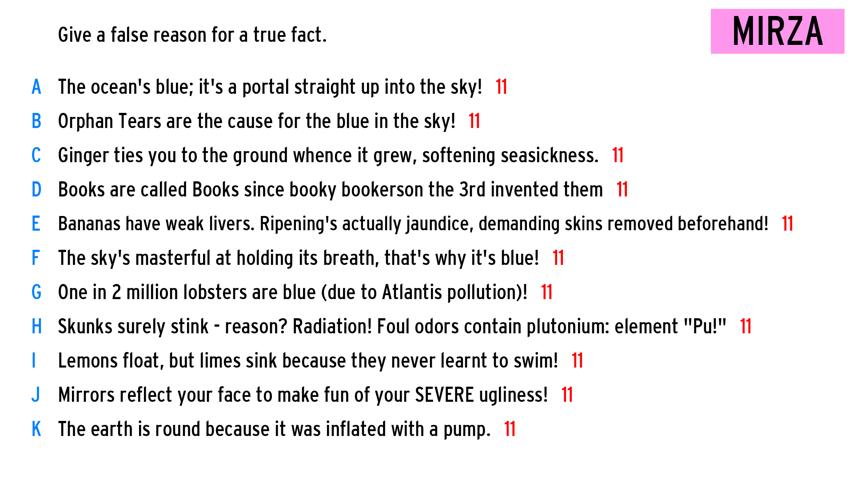 Give a false reason for a true fact.
MIRZA
A The ocean's blue; it's a portal straight up into the sky! 11
B Orphan Tears are the cause for the blue in the sky! 11
C Ginger ties you to the ground whence it grew, softening seasickness. 11
D Books are called Books since booky bookerson the 3rd invented them 11
E Bananas have weak livers. Ripening's actually jaundice, demanding skins removed beforehand! 11
F The sky's masterful at holding its breath, that's why it's blue! 11
G One in 2 million lobsters are blue (due to Atlantis pollution)! 11
H Skunks surely stink - reason? Radiation! Foul odors contain plutonium: element "Pu!" 11
I Lemons float, but limes sink because they never learnt to swim! 11
J Mirrors reflect your face to make fun of your SEVERE ugliness! 11
K The earth is round because it was inflated with a pump. 11